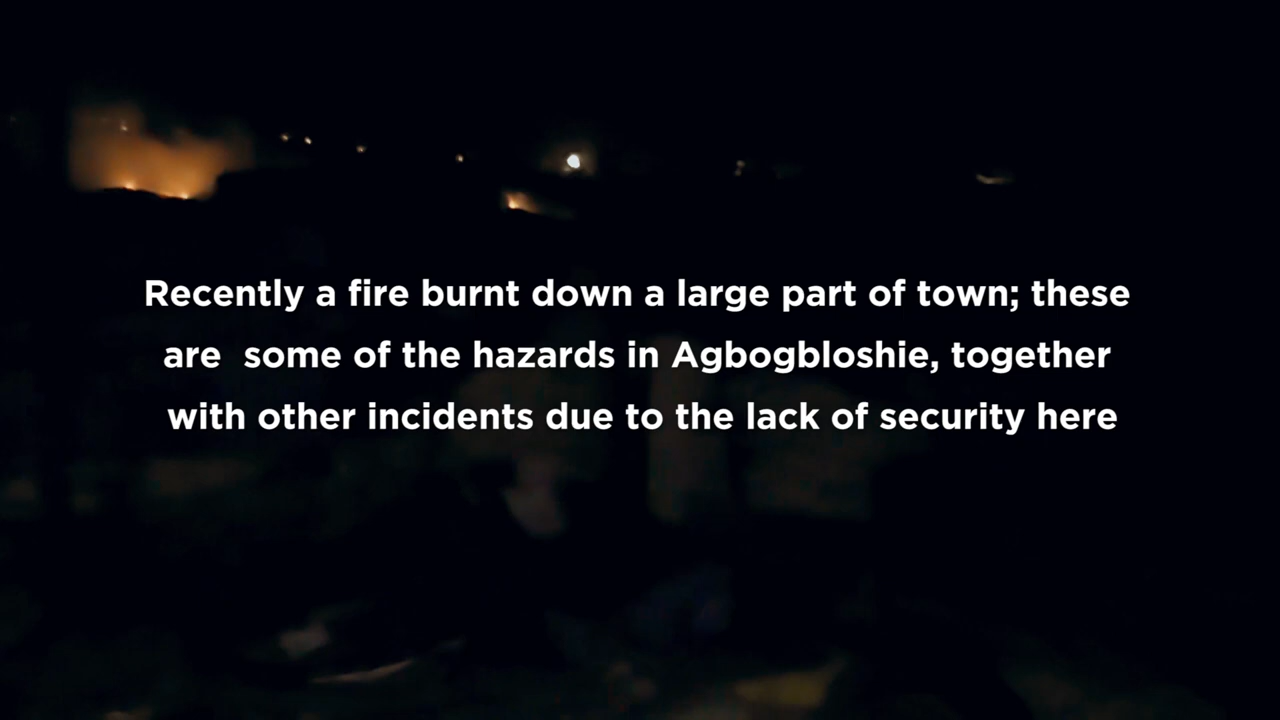 Recently a fire burnt down a large part of town; these
are  some of the hazards in Agbogbloshie, together
with other incidents due to the lack of security here